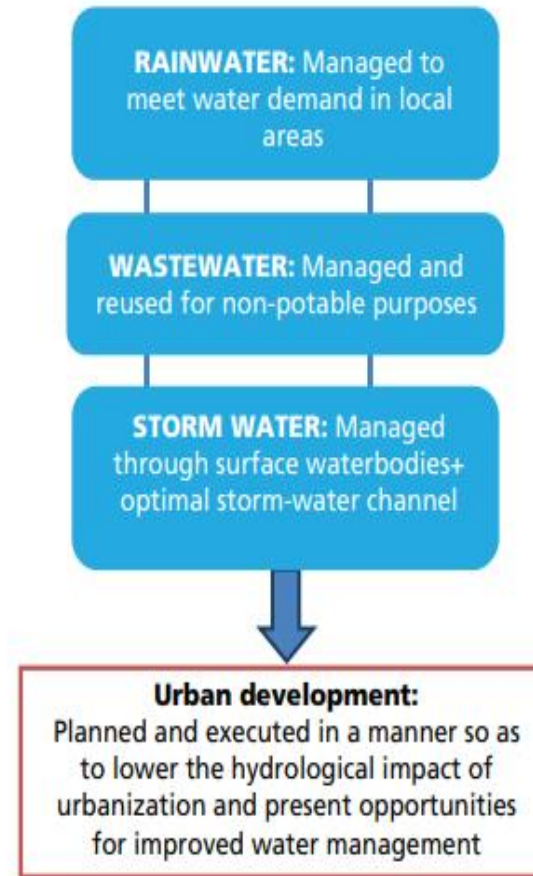 RAINWATER: Managed to
meet water demand in local
areas
WASTEWATER: Managed and
reused for non-potable purposes
STORM WATER: Managed
through surface waterbodies+
optimal storm-water channel
Urban development:
Planned and executed in a manner so as
to lower the hydrological impact of
urbanization and present opportunities
for improved water management